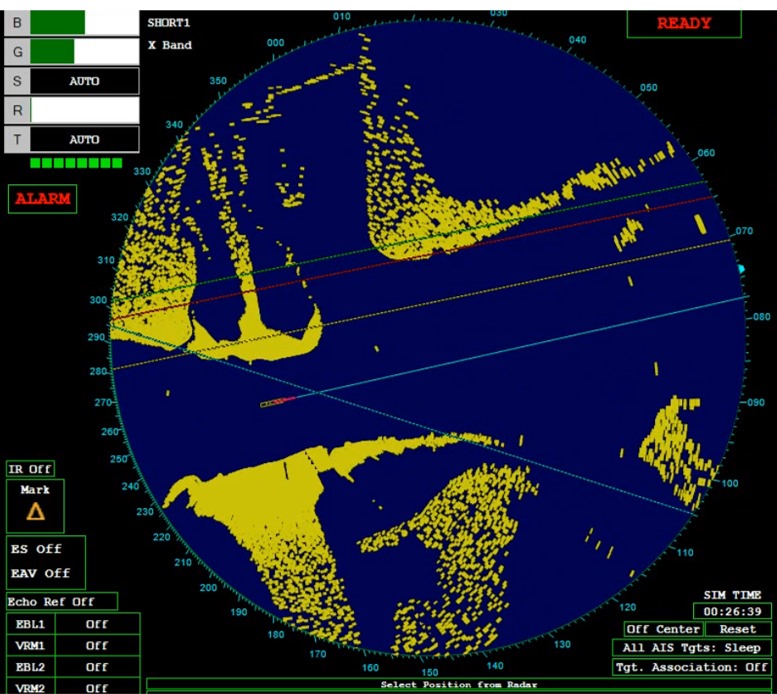 B
G
S AUTO
R
T AUTO
ALARM
SHORT1
X Band
READY
000
010
030
040
050
060
070
080
090
100
110
120
130
140
150
160
170
180
190
200
210
220
230
240
250
260
270
280
290
300
310
320
330
340
350
IR Off
Mark
ES Off
EAV Off
Echo Ref Off
EBL1 Off
VRM1 Off
EBL2 Off
VRM2 Off
SIM TIME
00:26:39
Off Center Reset
All AIS Tgts: Sleep
Tgt. Association: Off
Select Position from Radar